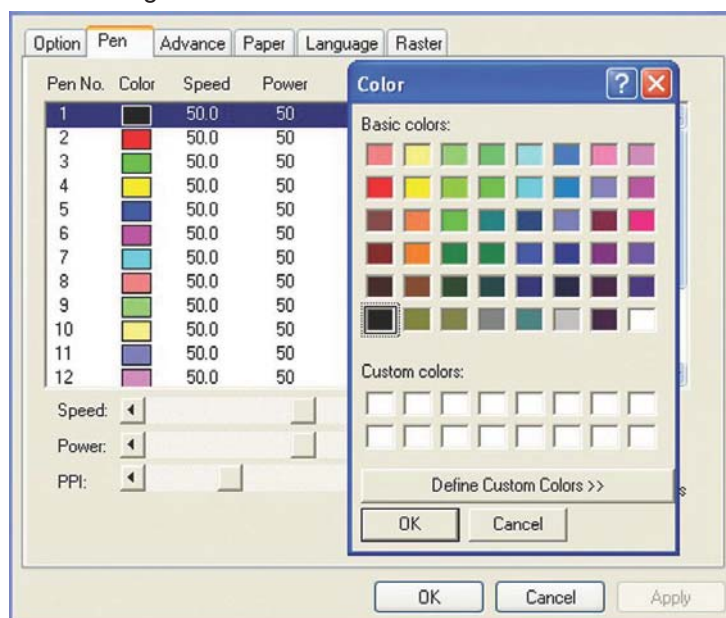 Option Pen Advance Paper Language Raster
Pen No. Color Speed Power
1 50.0 50
2 50.0 50
3 50.0 50
4 50.0 50
5 50.0 50
6 50.0 50
7 50.0 50
8 50.0 50
9 50.0 50
10 50.0 50
11 50.0 50
12 50.0 50
Speed:
Power:
PPI:
Color
Basic colors:
Custom colors:
Define Custom Colors >>
OK Cancel
OK Cancel Apply